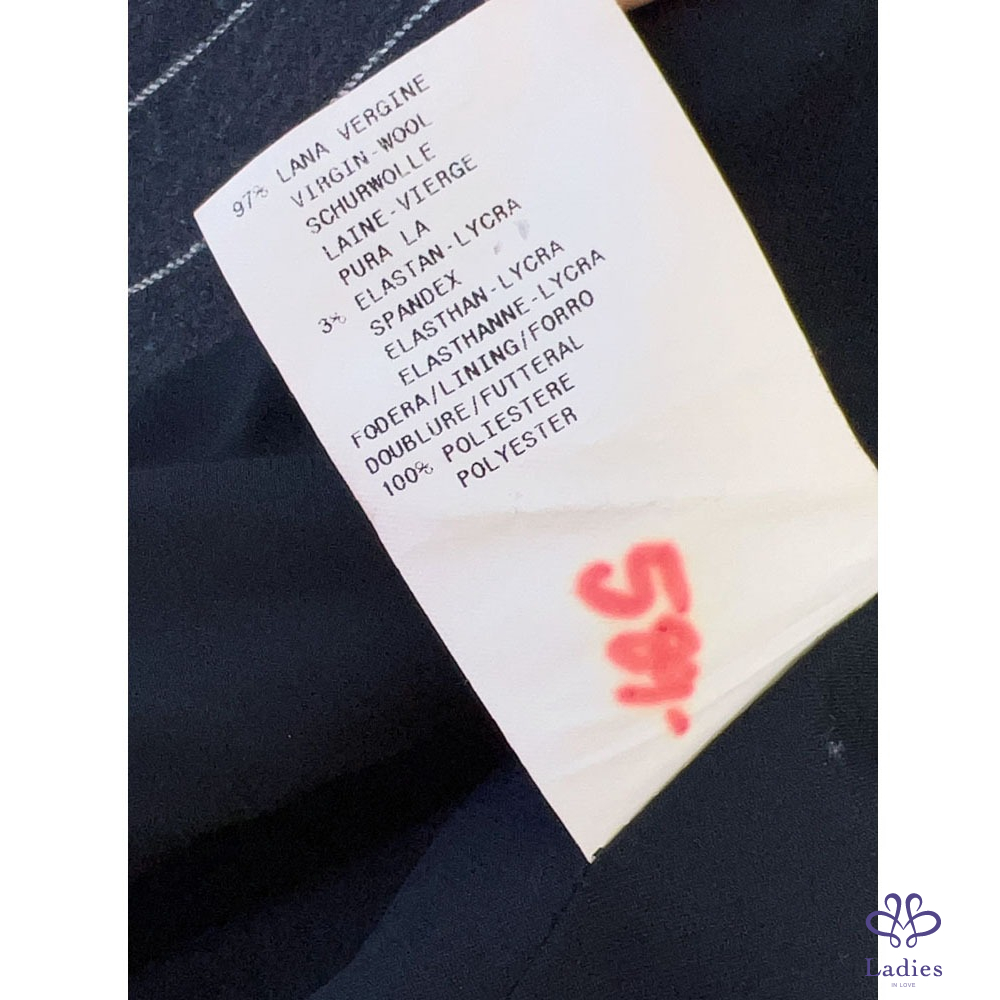 97% LANA VERGINE
VIRGIN-WOOL
SCHURWOLLE
LAINE-VIERGE
PURA LA
3% ELASTAN-LYCRA
SPANDEX
ELASTHAN-LYCRA
ELASTHANNE-LYCRA
FODERA/LINING/FORRO
DOUBLURE/FUTTERAL
100% POLIESTERE
POLYESTER
Ladies
IN LOVE